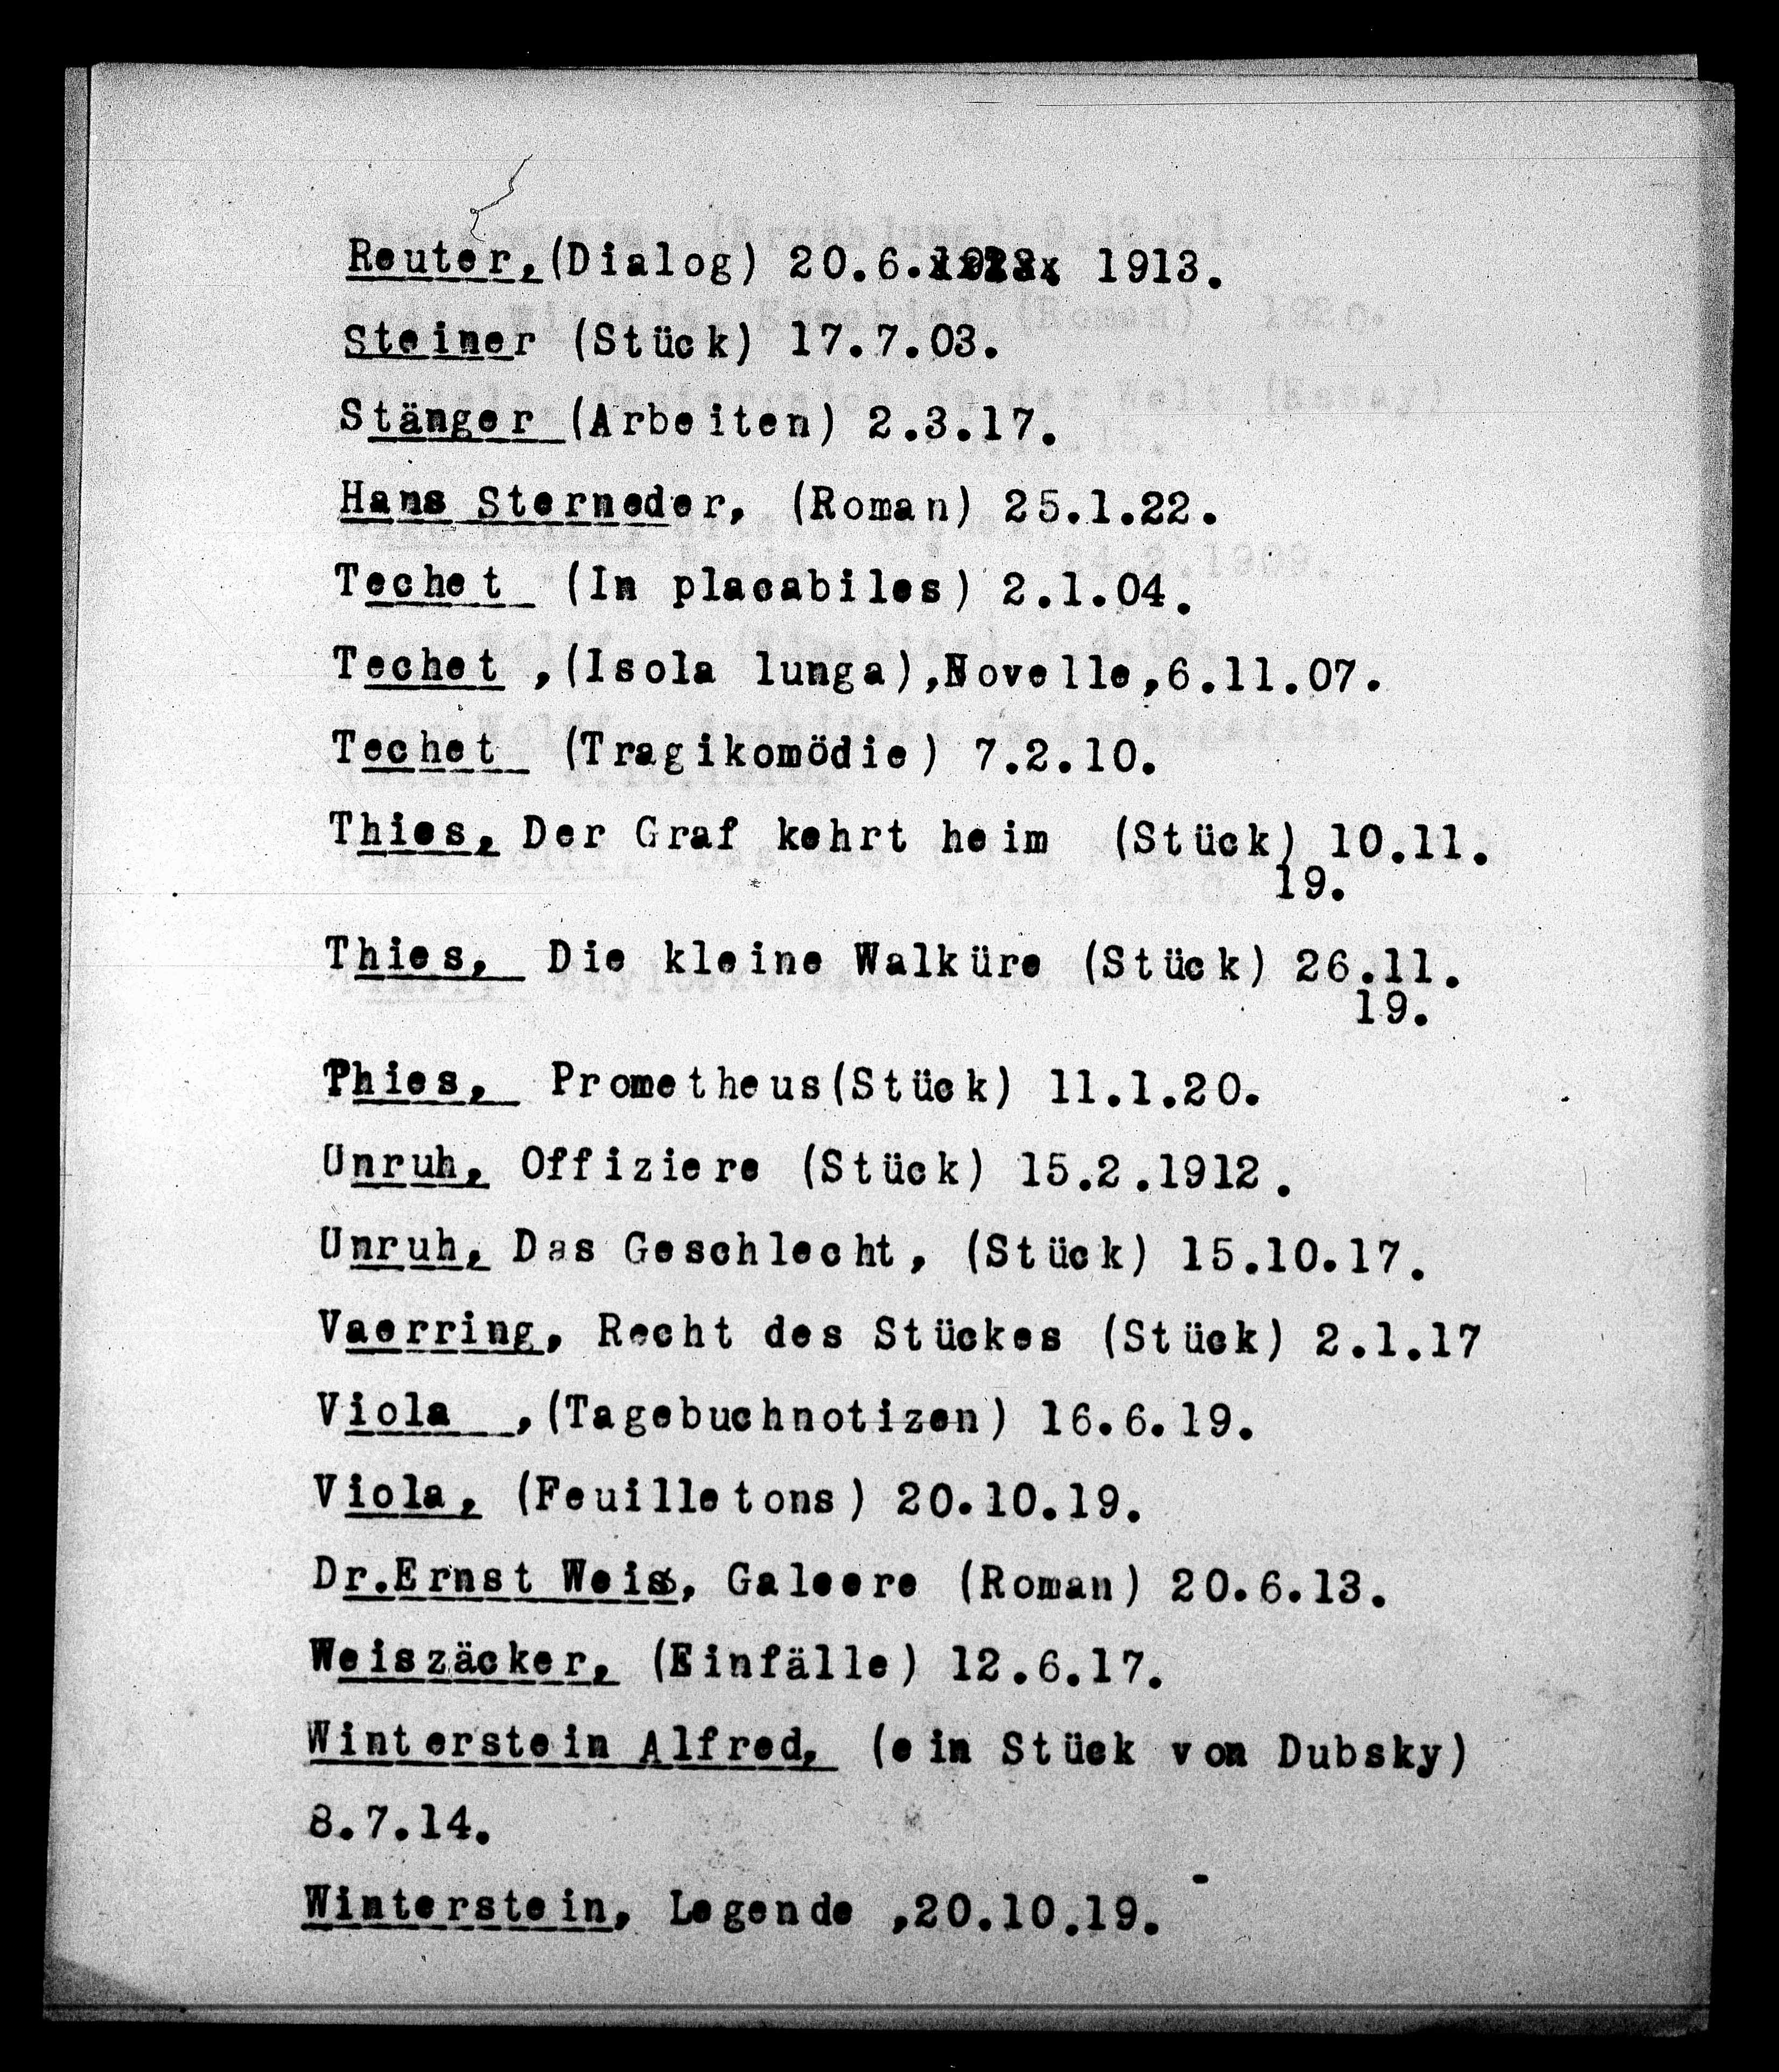 Reuter,(Dialog) 20.6. 1913.
Steiner (Stück) 17.7.03.
Stänger (Arbeiten) 2.3.17.
Hans Sterneder, (Roman) 25.1.22.
Techet (In placabiles) 2.1.04.
Techet ,(Isola lunga),Novelle,6.11.07.
Techet (Tragikomödie) 7.2.10.
Thies, Der Graf kehrt heim (Stück) 10.11.
19.
Thies, Die kleine Walküre (Stück) 26.11.
19.
Thies, Prometheus(Stück) 11.1.20.
Unruh, Offiziere (Stück) 15.2.1912.
Unruh, Das Geschlecht, (Stück) 15.10.17.
Vaerring, Recht des Stückes (Stück) 2.1.17
Viola ,(Tagebuchnotizen) 16.6.19.
Viola, (Feuilletons) 20.10.19.
Dr.Ernst Weiss, Galeere (Roman) 20.6.13.
Weiszäcker, (Einfälle) 12.6.17.
Winterstein Alfred, (ein Stück von Dubsky)
8.7.14.
Winterstein, Legende ,20.10.19.